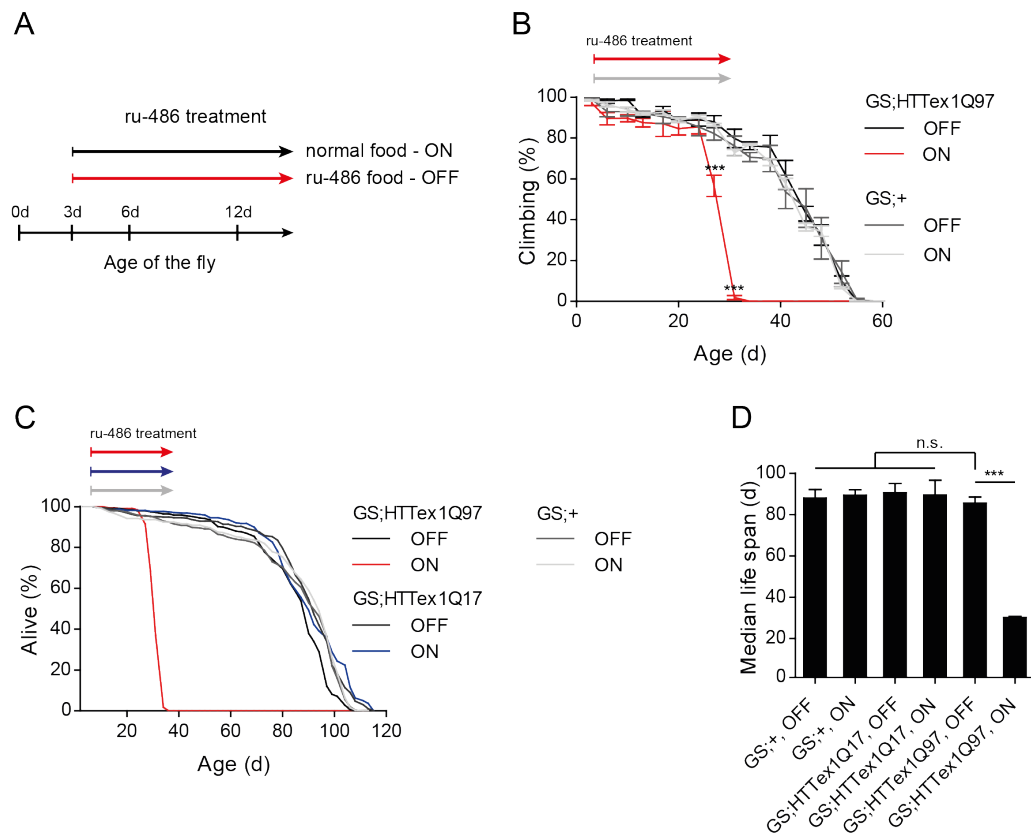 A
ru-486 treatment
normal food - ON
ru-486 food - OFF
0d 3d 6d 12d
Age of the fly
B
ru-486 treatment
100
80
60
40
20
0
Climbing (%)
***
***
0 20 40 60
Age (d)
GS;HTTex1Q97
OFF
ON
GS;+
OFF
ON
C
ru-486 treatment
100
80
60
40
20
0
Alive (%)
20 40 60 80 100 120
Age (d)
GS;HTTex1Q97
OFF
ON
GS;HTTex1Q17
OFF
ON
GS;+
OFF
ON
D
n.s.
***
100
80
60
40
20
0
Median life span (d)
GS;+, OFF
GS;+, ON
GS;HTTex1Q17, OFF
GS;HTTex1Q17, ON
GS;HTTex1Q97, OFF
GS;HTTex1Q97, ON